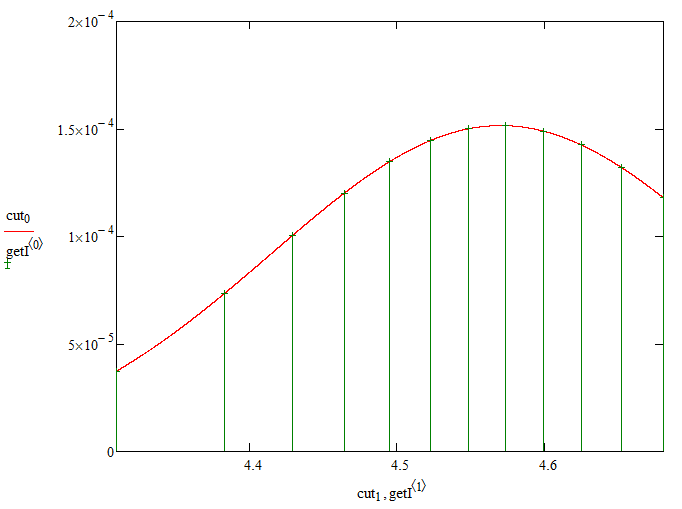 2×10⁻⁴
1.5×10⁻⁴
1×10⁻⁴
5×10⁻⁵
0
cut₀
getI⟨0⟩
4.4 4.5 4.6
cut₁ , getI⟨1⟩